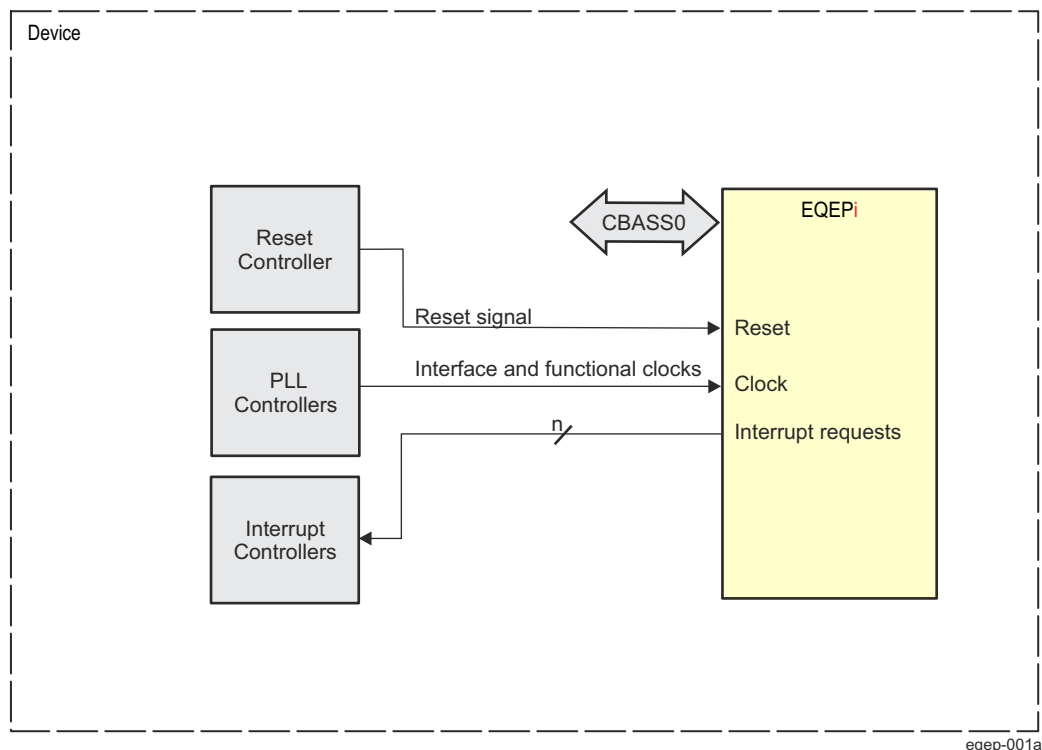 Device
Reset
Controller
CBASS0
EQEPi
Reset signal
Reset
PLL
Controllers
Interface and functional clocks
Clock
n
Interrupt requests
Interrupt
Controllers
eqep-001a